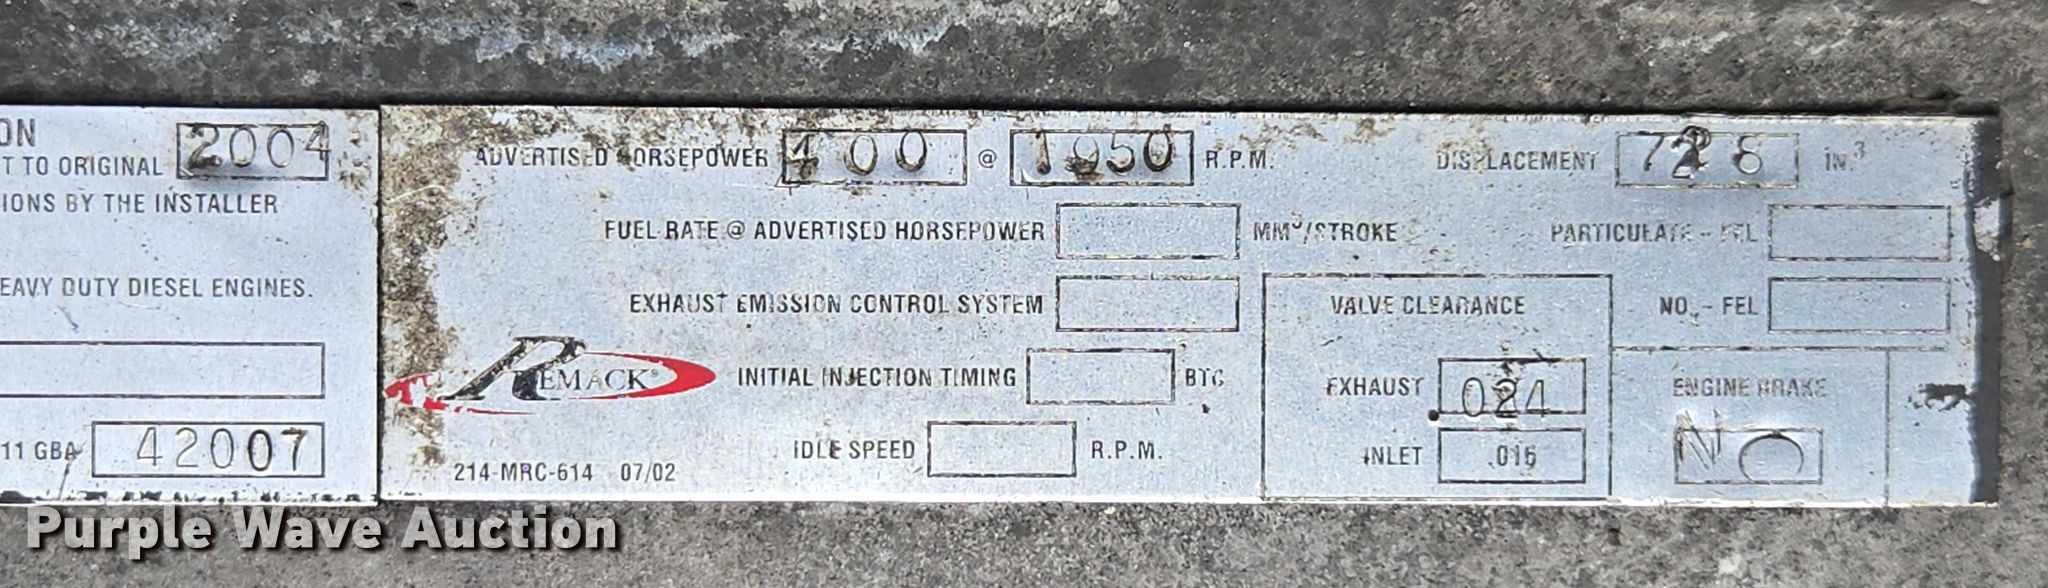 ON
T TO ORIGINAL 2004
IONS BY THE INSTALLER
EAVY DUTY DIESEL ENGINES.
11 GBA 42007
ADVERTISED HORSEPOWER 400 @ 1950 R.P.M.
DISPLACEMENT 728 IN.³
FUEL RATE @ ADVERTISED HORSEPOWER MM³/STROKE
PARTICULATE - FEL
EXHAUST EMISSION CONTROL SYSTEM
NOₓ - FEL
REMACK®
INITIAL INJECTION TIMING BTC
IDLE SPEED R.P.M.
214-MRC-614 07/02
VALVE CLEARANCE
EXHAUST .024
INLET .016
ENGINE BRAKE
NO
Purple Wave Auction